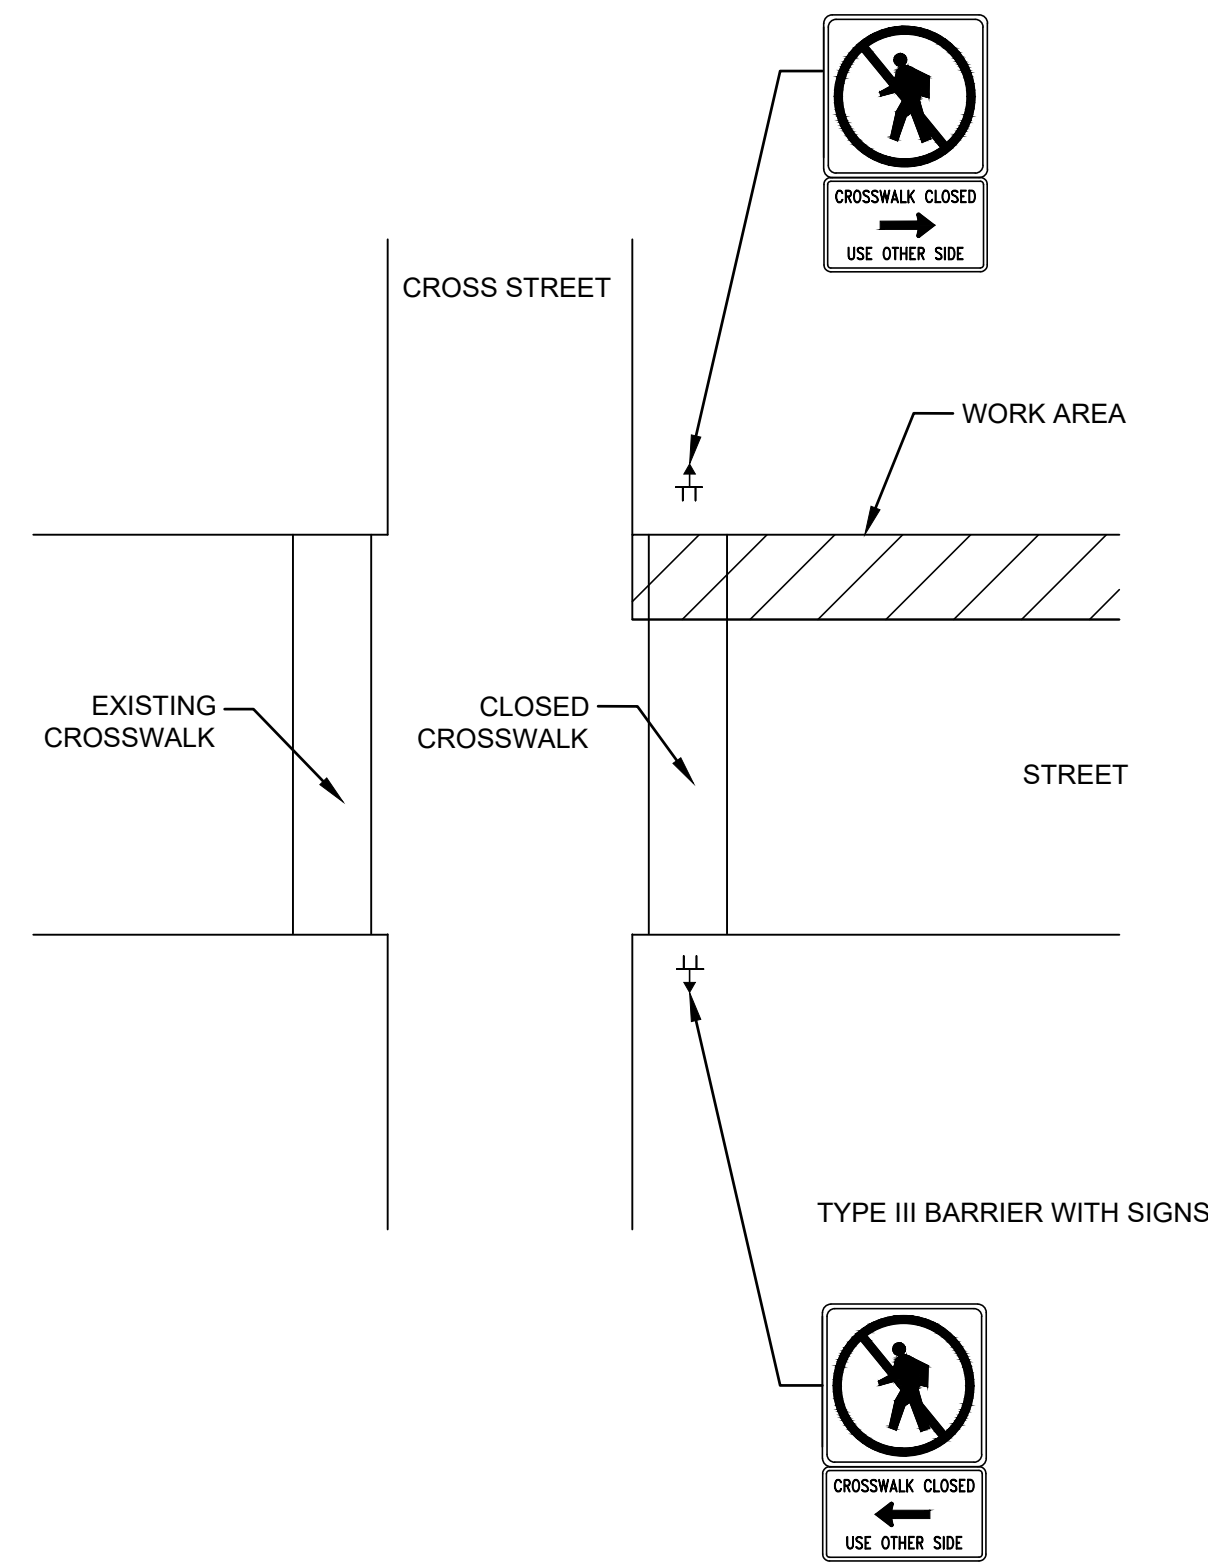 CROSSWALK CLOSED
USE OTHER SIDE
CROSS STREET
WORK AREA
EXISTING
CROSSWALK
CLOSED
CROSSWALK
STREET
TYPE III BARRIER WITH SIGNS
CROSSWALK CLOSED
USE OTHER SIDE